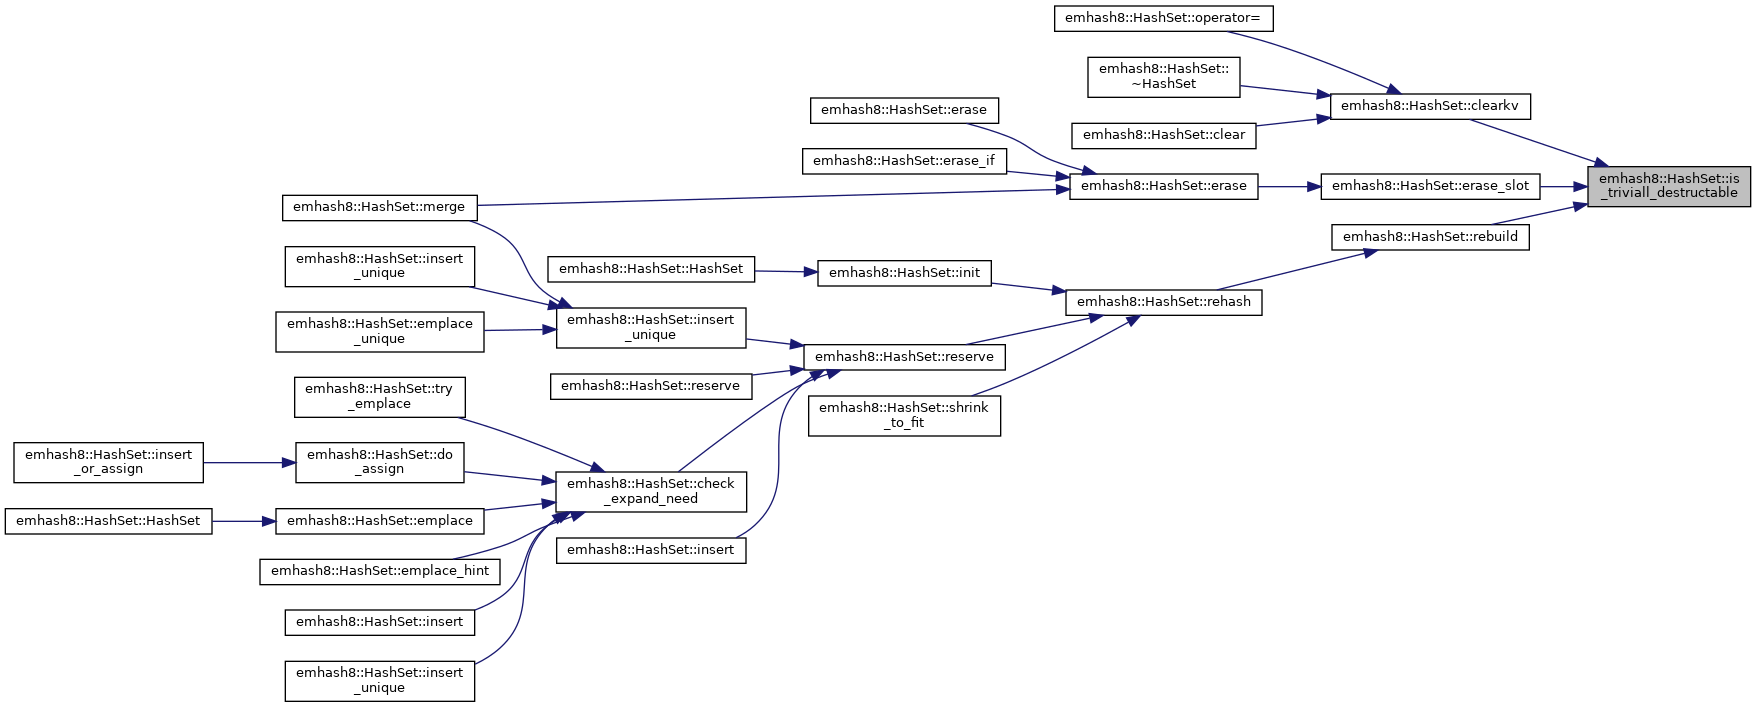 emhash8::HashSet::operator=
emhash8::HashSet::
~HashSet
emhash8::HashSet::clearkv
emhash8::HashSet::erase
emhash8::HashSet::clear
emhash8::HashSet::erase_if
emhash8::HashSet::is
_triviall_destructable
emhash8::HashSet::erase
emhash8::HashSet::erase_slot
emhash8::HashSet::merge
emhash8::HashSet::rebuild
emhash8::HashSet::insert
_unique
emhash8::HashSet::HashSet
emhash8::HashSet::init
emhash8::HashSet::rehash
emhash8::HashSet::emplace
_unique
emhash8::HashSet::insert
_unique
emhash8::HashSet::reserve
emhash8::HashSet::reserve
emhash8::HashSet::try
_emplace
emhash8::HashSet::shrink
_to_fit
emhash8::HashSet::insert
_or_assign
emhash8::HashSet::do
_assign
emhash8::HashSet::check
_expand_need
emhash8::HashSet::HashSet
emhash8::HashSet::emplace
emhash8::HashSet::insert
emhash8::HashSet::emplace_hint
emhash8::HashSet::insert
emhash8::HashSet::insert
_unique